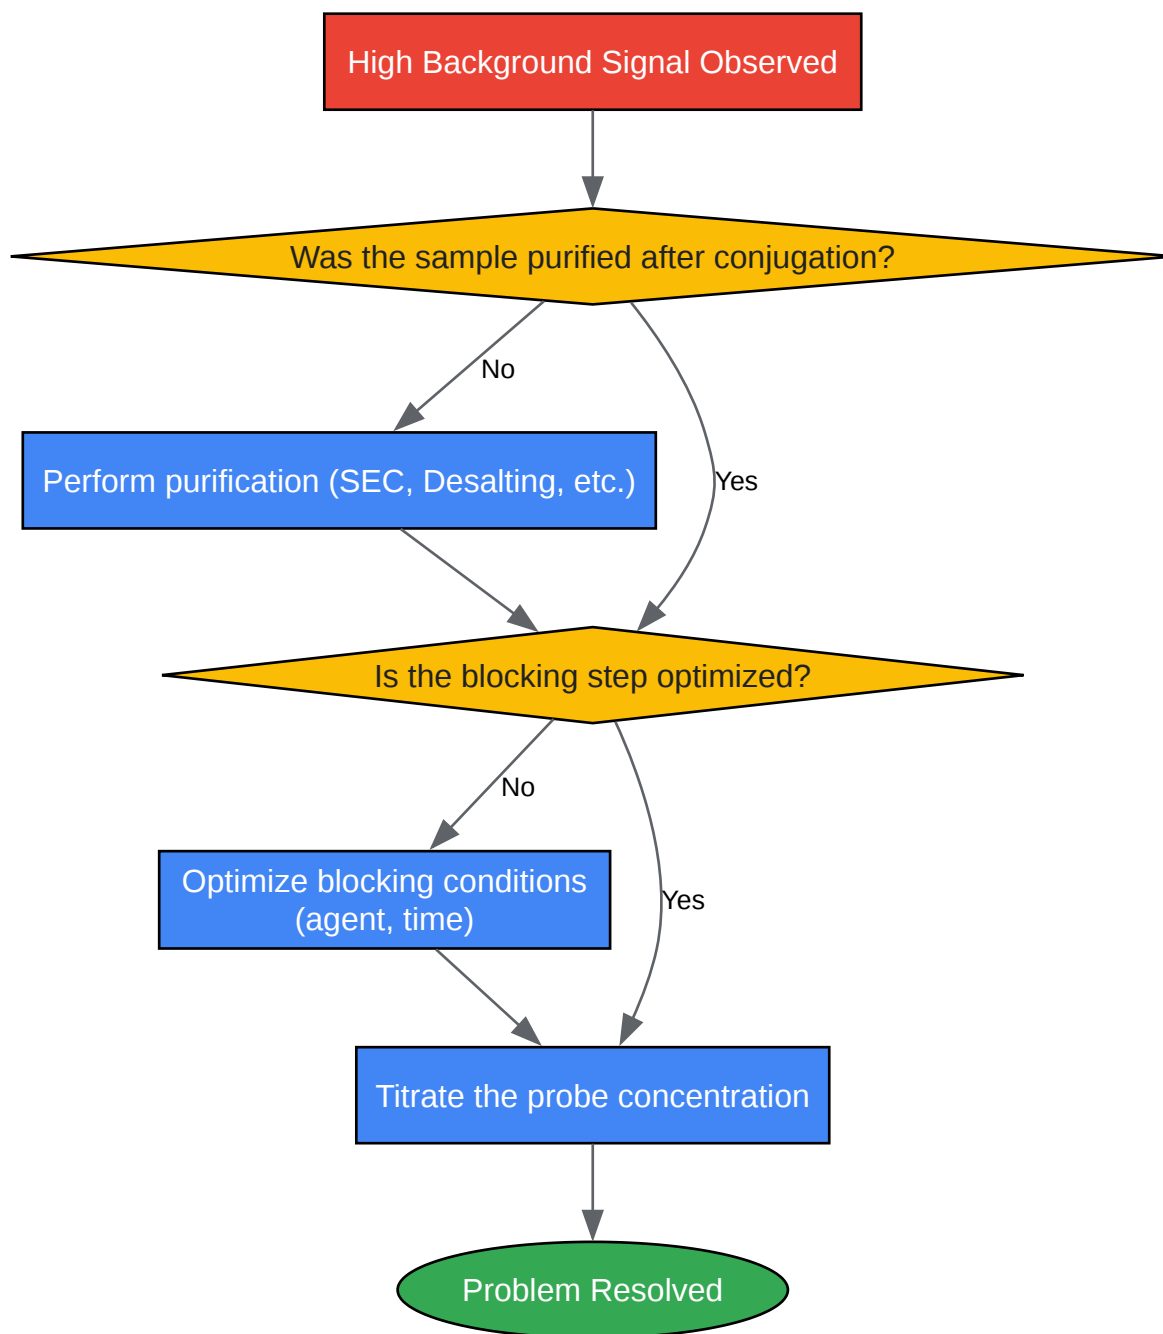 High Background Signal Observed
Was the sample purified after conjugation?
No
Perform purification (SEC, Desalting, etc.)
Yes
Is the blocking step optimized?
No
Optimize blocking conditions
(agent, time)
Yes
Titrate the probe concentration
Problem Resolved